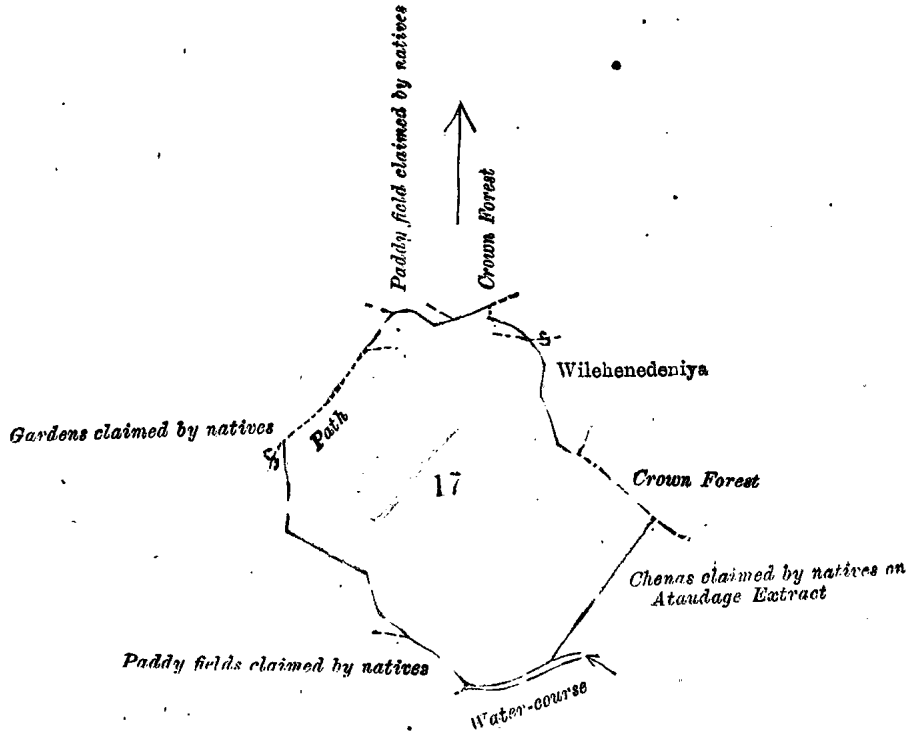 Paddy field claimed by natives
Crown Forest
Wilehenedeniya
Gardens claimed by natives
Path
17
Crown Forest
Chenas claimed by natives on
Ataudage Extract
Paddy fields claimed by natives
Water-course